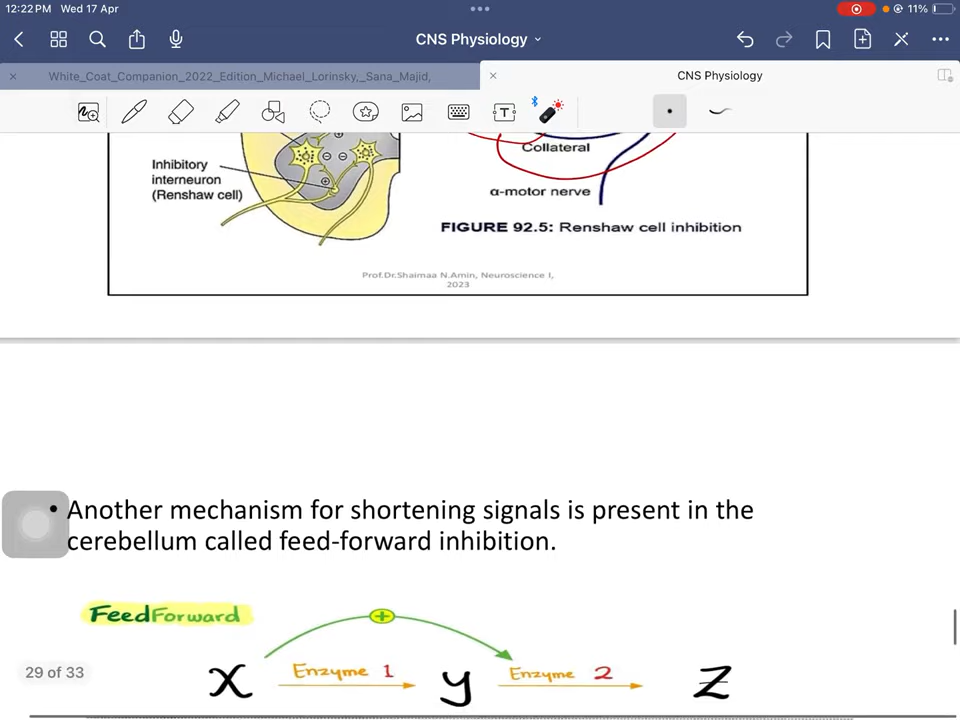 12:22 PM Wed 17 Apr
11%
CNS Physiology
White_Coat_Companion_2022_Edition_Michael_Lorinsky,_Sana_Majid,
CNS Physiology
T
Inhibitory
interneuron
(Renshaw cell)
Collateral
α-motor nerve
FIGURE 92.5: Renshaw cell inhibition
Prof.Dr.Shaimaa N.Amin, Neuroscience I,
2023
• Another mechanism for shortening signals is present in the
cerebellum called feed-forward inhibition.
FeedForward
+
29 of 33
X Enzyme 1 y Enzyme 2 Z